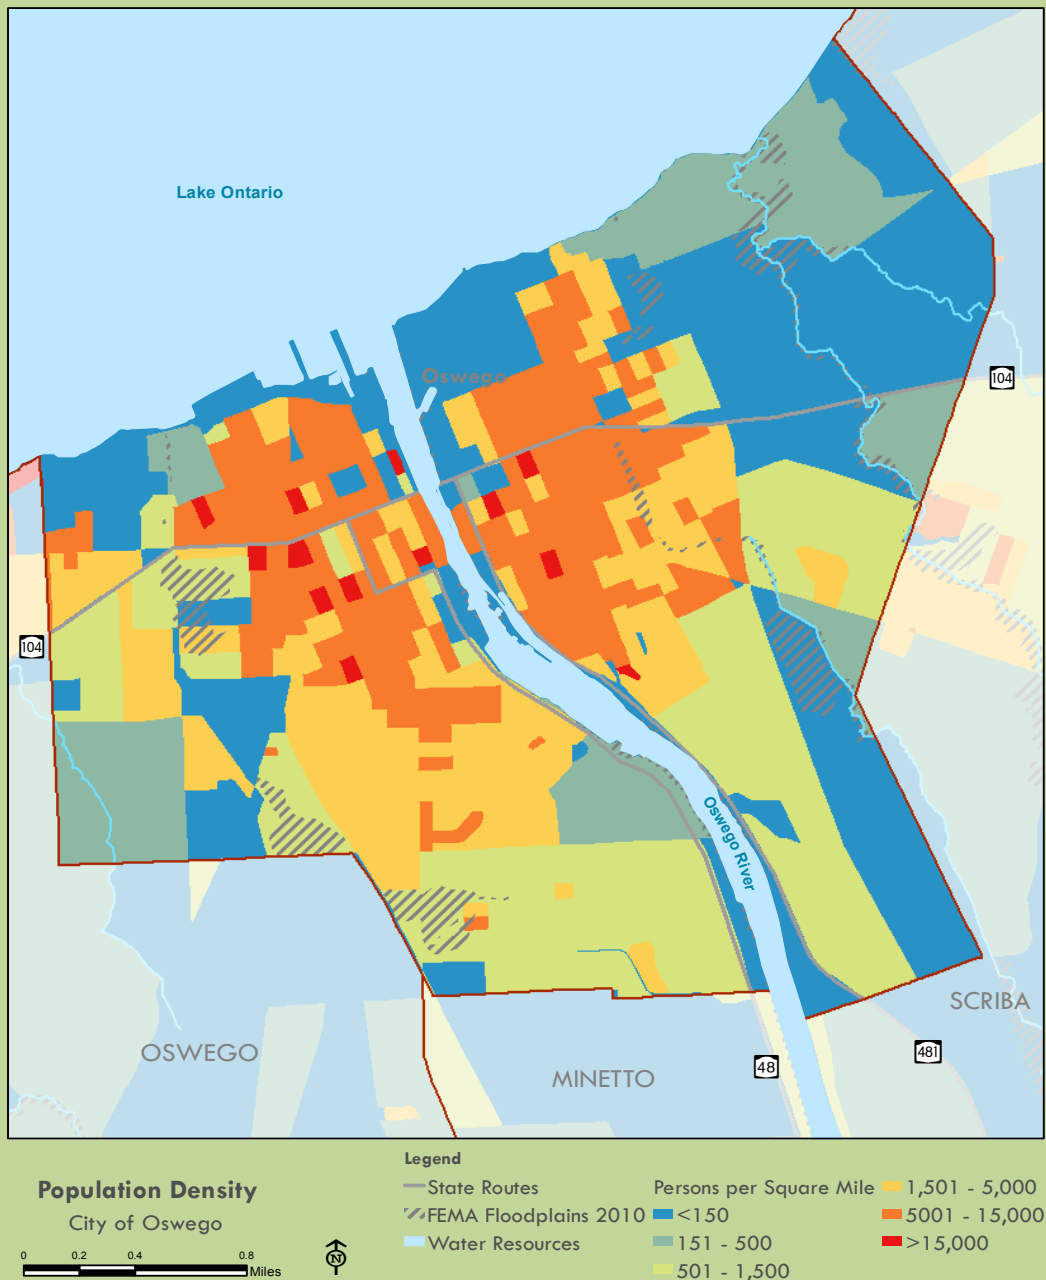 Lake Ontario
Oswego
104
104
Oswego River
SCRIBA
OSWEGO
481
MINETTO
48
Legend
Population Density
City of Oswego
0 0.2 0.4 0.8
Miles
N
State Routes
FEMA Floodplains 2010
Water Resources
Persons per Square Mile
<150
151 - 500
501 - 1,500
1,501 - 5,000
5001 - 15,000
>15,000